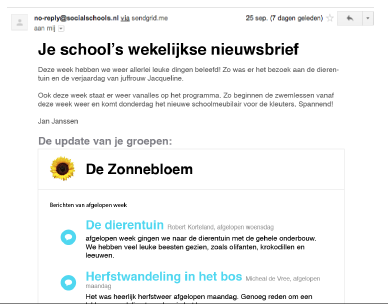 no-reply@socialschools.nl via sendgrid.me
25 sep. (7 dagen geleden)
aan mij
Je school's wekelijkse nieuwsbrief
Deze week hebben we weer allerlei leuke dingen beleefd! Zo was er het bezoek aan de dieren-
tuin en de verjaardag van juffrouw Jacqueline.
Ook deze week staat er weer vanalles op het programma. Zo beginnen de zwemlessen vanaf
deze week weer en komt donderdag het nieuwe schoolmeubilair voor de kleuters. Spannend!
Jan Janssen
De update van je groepen:
De Zonnebloem
Berichten van afgelopen week
De dierentuin Robert Korteland, afgelopen woensdag
afgelopen week gingen we naar de dierentuin met de gehele onderbouw.
We hebben veel leuke beesten gezien, zoals olifanten, krokodillen en
leeuwen.
Herfstwandeling in het bos Micheal de Vree, afgelopen
maandag
Het was heerlijk herfstweer afgelopen maandag. Genoeg reden om een